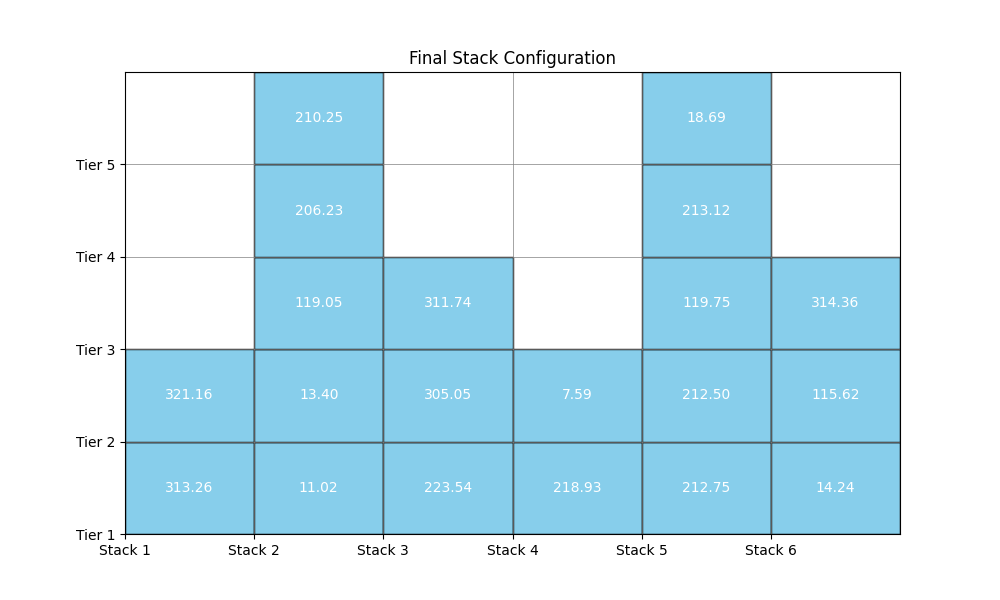 Final Stack Configuration
210.25 18.69
Tier 5
206.23 213.12
Tier 4
119.05 311.74 119.75 314.36
Tier 3
321.16 13.40 305.05 7.59 212.50 115.62
Tier 2
313.26 11.02 223.54 218.93 212.75 14.24
Tier 1
Stack 1 Stack 2 Stack 3 Stack 4 Stack 5 Stack 6